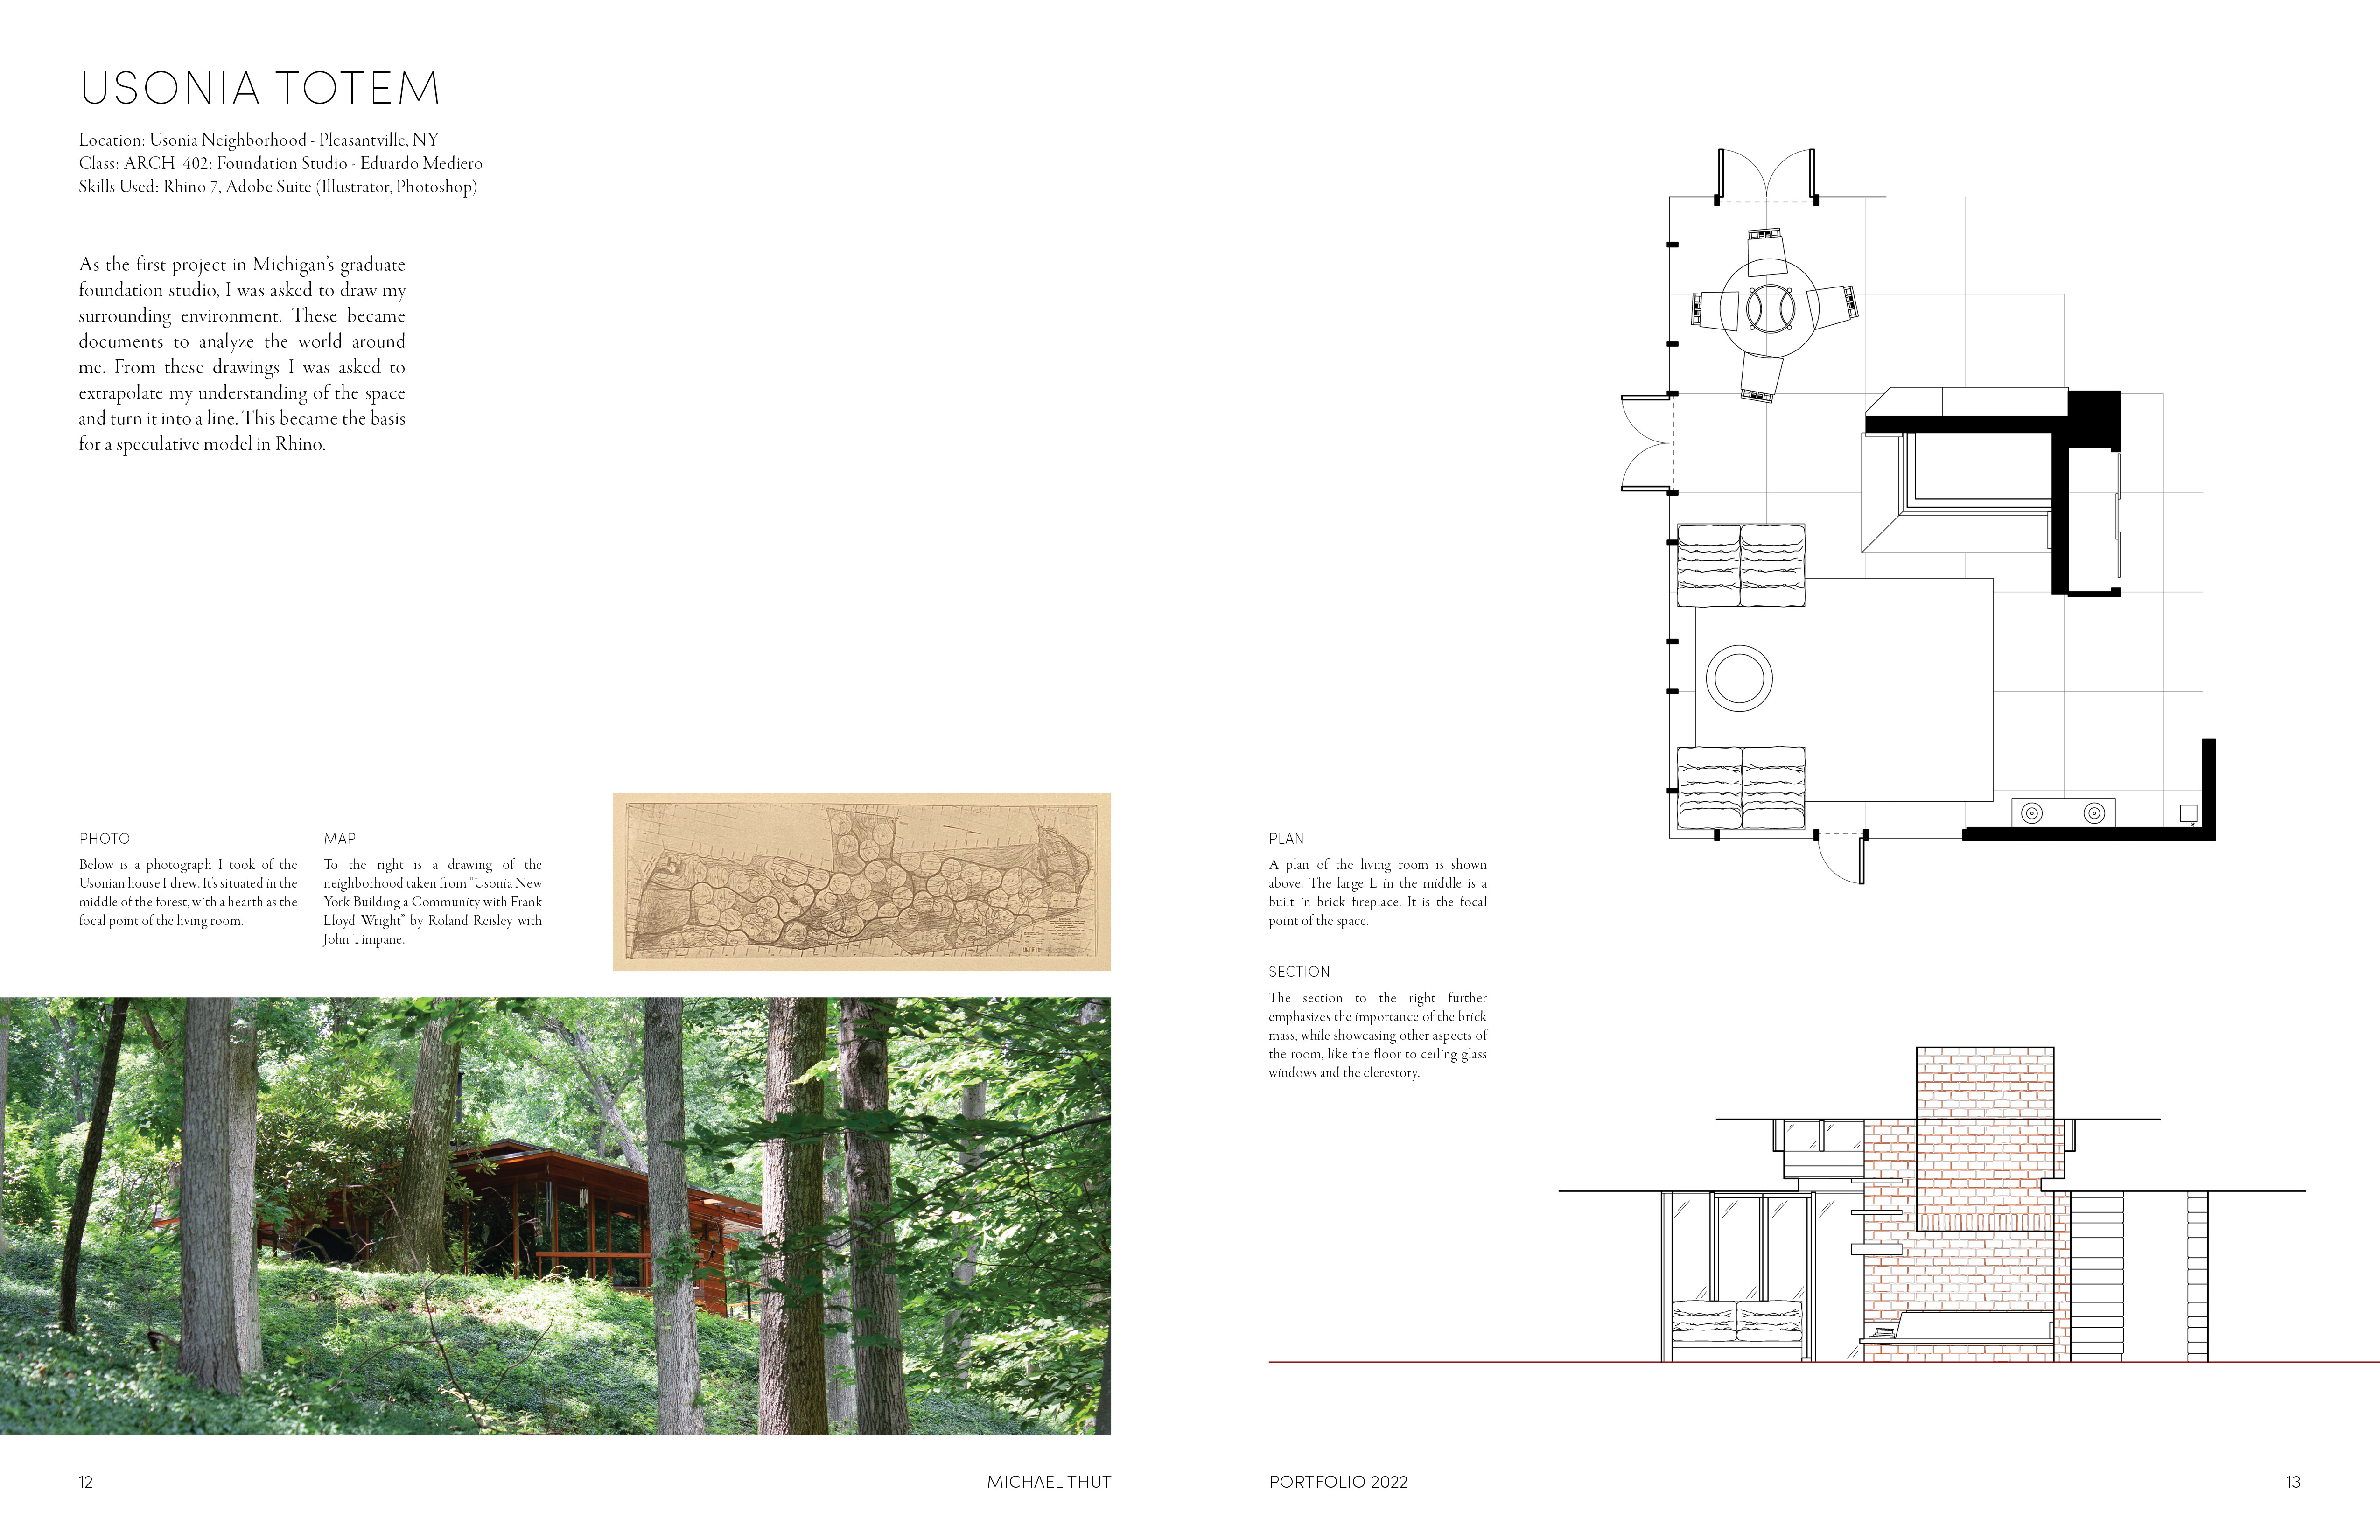 USONIA TOTEM
Location: Usonia Neighborhood - Pleasantville, NY
Class: ARCH 402: Foundation Studio - Eduardo Mediero
Skills Used: Rhino 7, Adobe Suite (Illustrator, Photoshop)
As the first project in Michigan's graduate
foundation studio, I was asked to draw my
surrounding environment. These became
documents to analyze the world around
me. From these drawings I was asked to
extrapolate my understanding of the space
and turn it into a line. This became the basis
for a speculative model in Rhino.
PHOTO
Below is a photograph I took of the
Usonian house I drew. It's situated in the
middle of the forest, with a hearth as the
focal point of the living room.
MAP
To the right is a drawing of the
neighborhood taken from "Usonia New
York Building a Community with Frank
Lloyd Wright" by Roland Reisley with
John Timpane.
12
MICHAEL THUT
PLAN
A plan of the living room is shown
above. The large L in the middle is a
built in brick fireplace. It is the focal
point of the space.
SECTION
The section to the right further
emphasizes the importance of the brick
mass, while showcasing other aspects of
the room, like the floor to ceiling glass
windows and the clerestory.
PORTFOLIO 2022
13